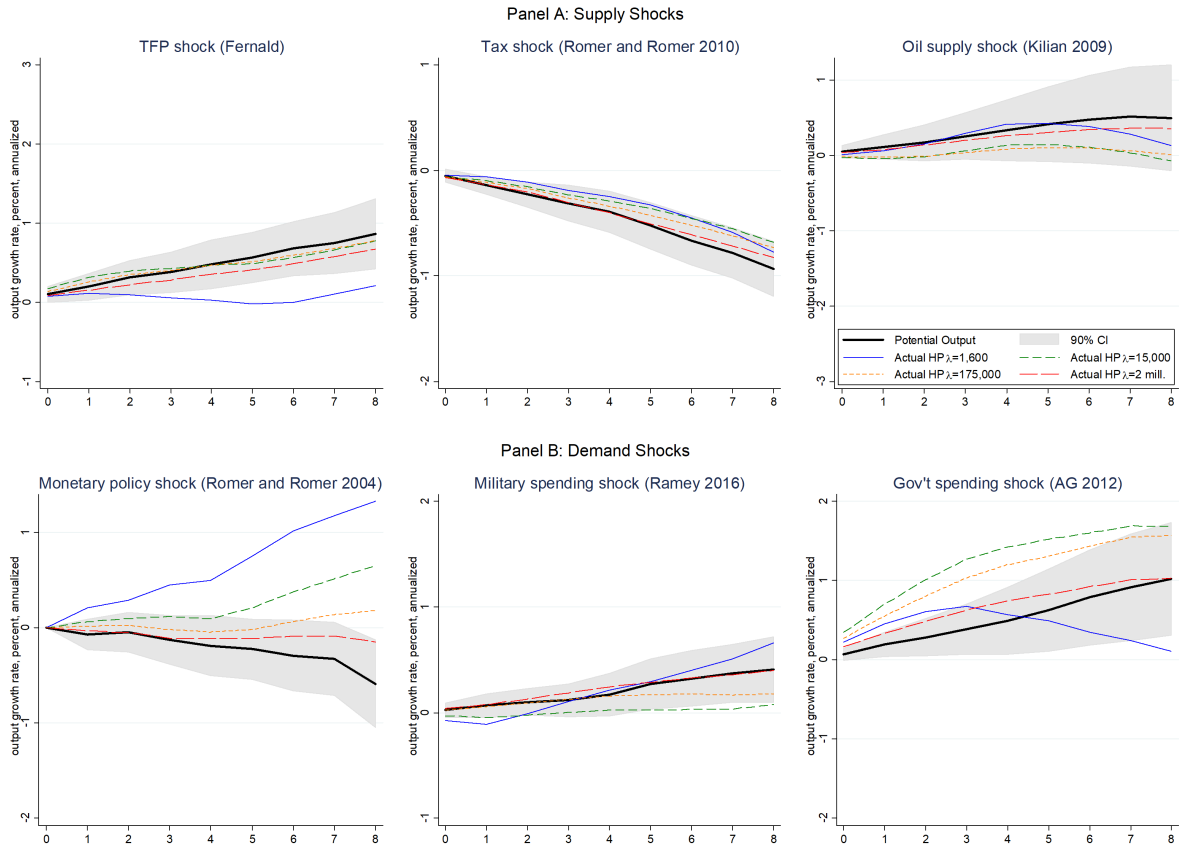 Panel A: Supply Shocks
TFP shock (Fernald)
Tax shock (Romer and Romer 2010)
Oil supply shock (Kilian 2009)
output growth rate, percent, annualized
3
2
1
0
-1
0 1 2 3 4 5 6 7 8
output growth rate, percent, annualized
1
0
-1
-2
0 1 2 3 4 5 6 7 8
output growth rate, percent, annualized
1
0
-1
-2
-3
0 1 2 3 4 5 6 7 8
Potential Output
90% CI
Actual HP λ=1,600
Actual HP λ=15,000
Actual HP λ=175,000
Actual HP λ=2 mill.
Panel B: Demand Shocks
Monetary policy shock (Romer and Romer 2004)
Military spending shock (Ramey 2016)
Gov't spending shock (AG 2012)
output growth rate, percent, annualized
1
0
-1
-2
0 1 2 3 4 5 6 7 8
output growth rate, percent, annualized
2
1
0
-1
0 1 2 3 4 5 6 7 8
output growth rate, percent, annualized
2
1
0
-1
-2
0 1 2 3 4 5 6 7 8